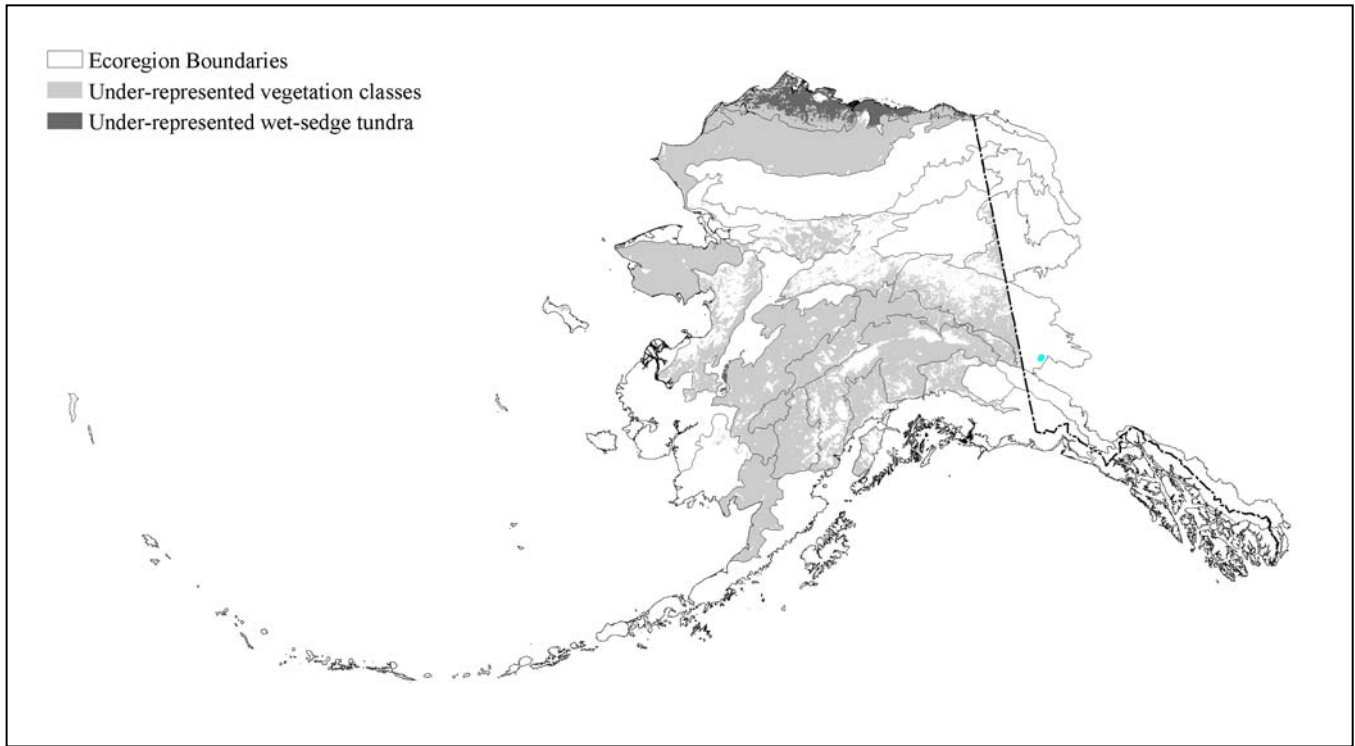 Ecoregion Boundaries
Under-represented vegetation classes
Under-represented wet-sedge tundra